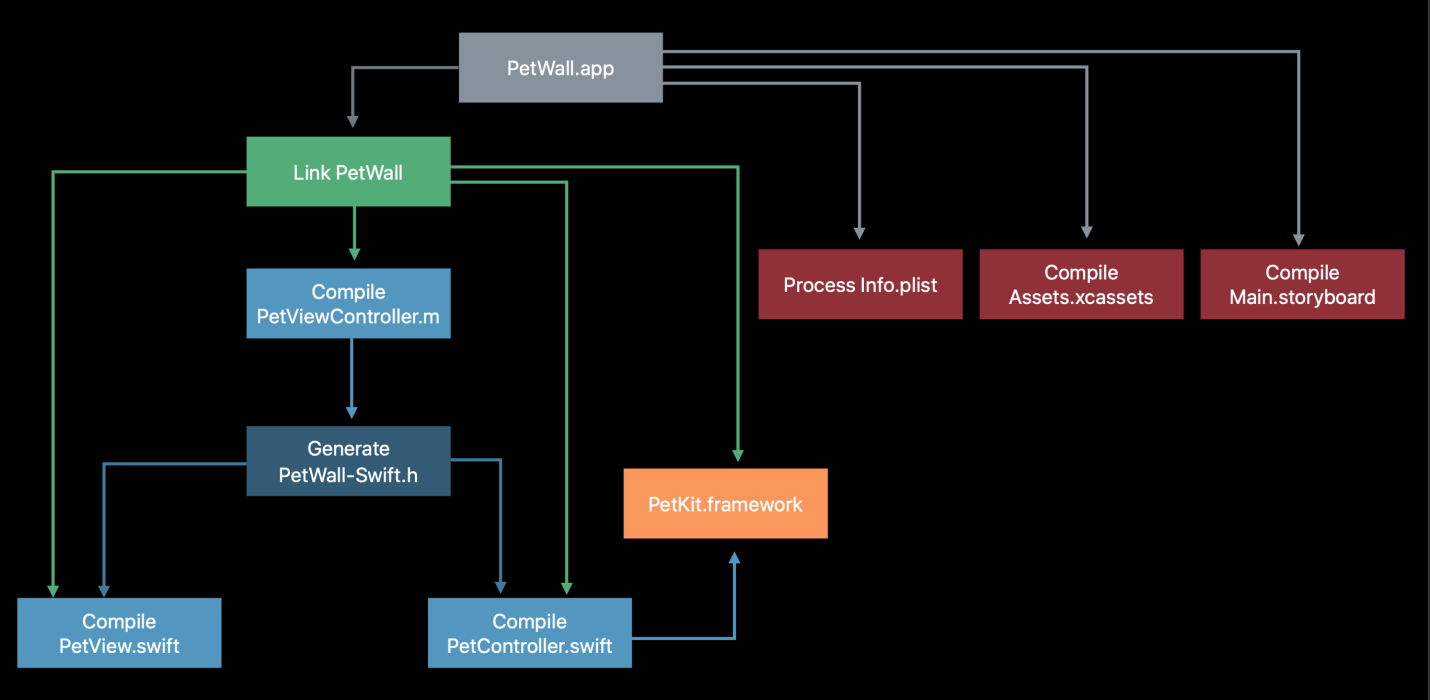 PetWall.app
Link PetWall
Process Info.plist
Compile
Assets.xcassets
Compile
Main.storyboard
Compile
PetViewController.m
Generate
PetWall-Swift.h
PetKit.framework
Compile
PetView.swift
Compile
PetController.swift